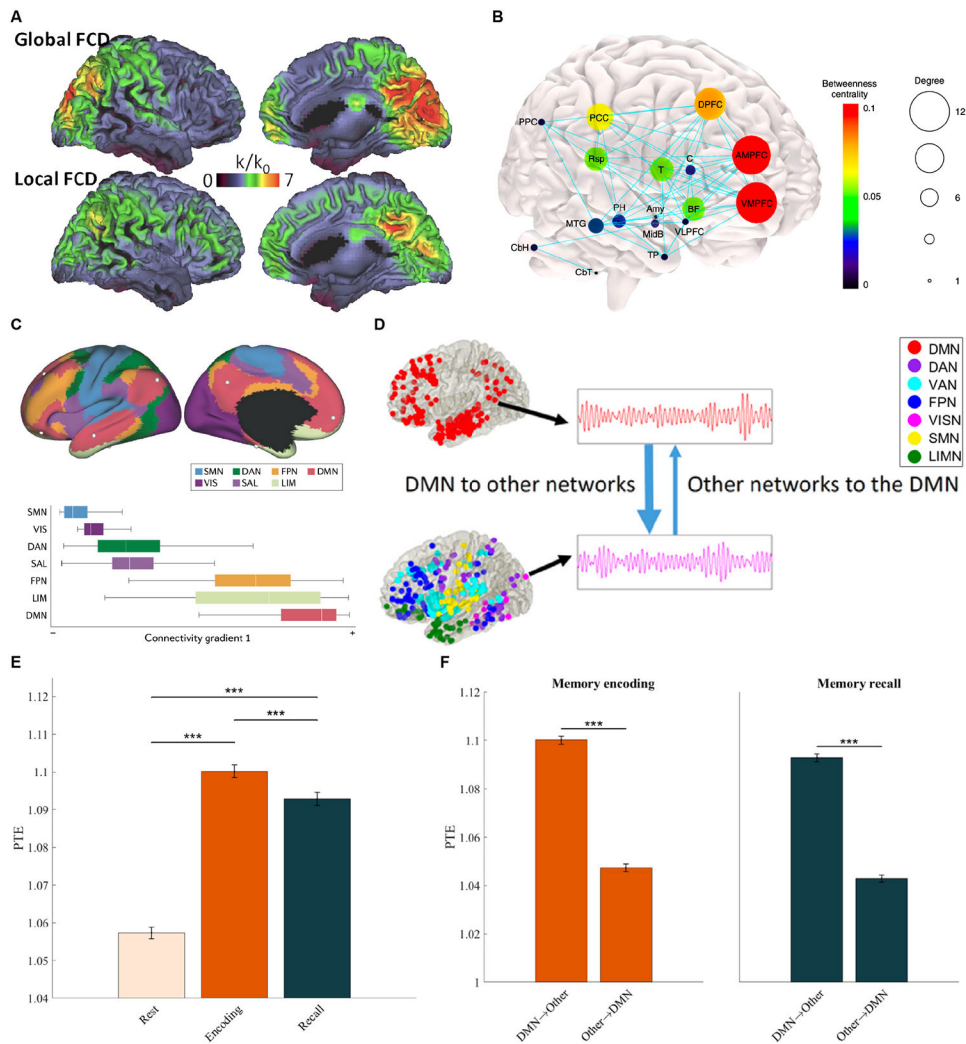 A
Global FCD
k/k0
0 7
Local FCD
B
PPC
PCC
DPFC
Rsp
T
C
AMPFC
VMPFC
PH
Amy
BF
MTG
MidB
VLPFC
CbH
TP
CbT
Betweenness
centrality
0.1
0.05
0
Degree
12
6
1
C
SMN DAN FPN DMN
VIS SAL LIM
SMN
VIS
DAN
SAL
FPN
LIM
DMN
− +
Connectivity gradient 1
D
DMN
DAN
VAN
FPN
VISN
SMN
LIMN
DMN to other networks
Other networks to the DMN
E
PTE
1.12
1.11
1.1
1.09
1.08
1.07
1.06
1.05
1.04
***
***
***
Rest
Encoding
Recall
F
Memory encoding
Memory recall
PTE
1.12
1.1
1.08
1.06
1.04
1.02
1
***
***
DMN→Other
Other→DMN
DMN→Other
Other→DMN